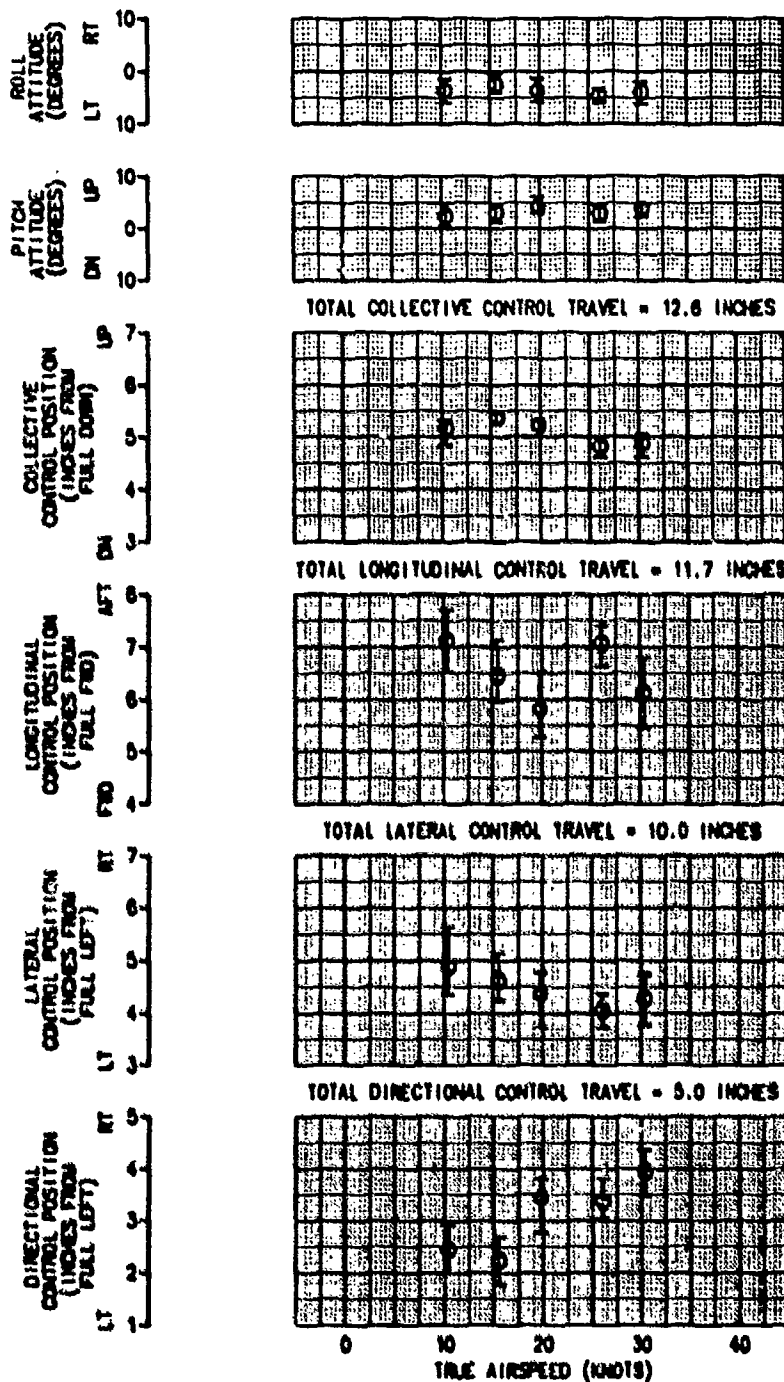 ROLL
ATTITUDE
(DEGREES)
LT RT
10
0
10
PITCH
ATTITUDE
(DEGREES)
DN UP
10
0
10
TOTAL COLLECTIVE CONTROL TRAVEL = 12.6 INCHES
COLLECTIVE
CONTROL POSITION
(INCHES FROM
FULL DOWN)
DN UP
7
6
5
4
3
TOTAL LONGITUDINAL CONTROL TRAVEL = 11.7 INCHES
LONGITUDINAL
CONTROL POSITION
(INCHES FROM
FULL FWD)
FWD AFT
8
7
6
5
4
TOTAL LATERAL CONTROL TRAVEL = 10.0 INCHES
LATERAL
CONTROL POSITION
(INCHES FROM
FULL LEFT)
LT RT
7
6
5
4
3
TOTAL DIRECTIONAL CONTROL TRAVEL = 5.0 INCHES
DIRECTIONAL
CONTROL POSITION
(INCHES FROM
FULL LEFT)
LT RT
5
4
3
2
1
0 10 20 30 40
TRUE AIRSPEED (KNOTS)